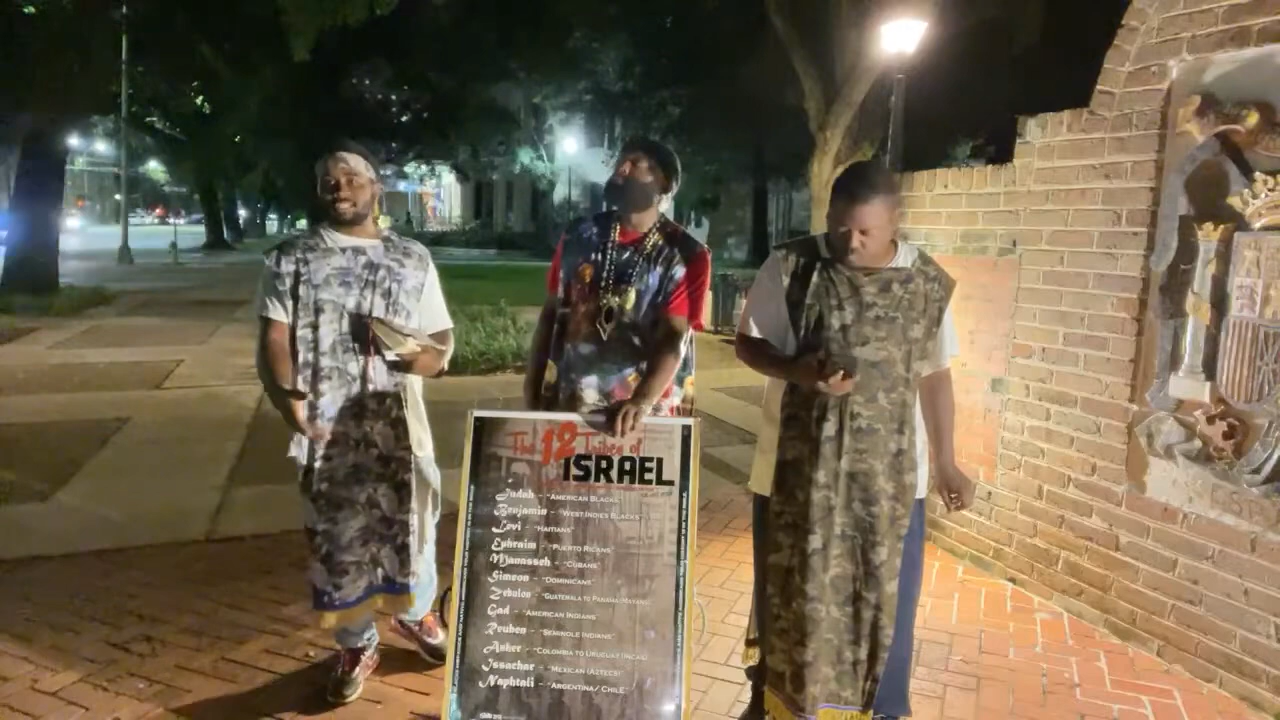 The 12 Tribes of
ISRAEL
Judah - "AMERICAN BLACKS"
Benjamin - "WEST INDIES BLACKS"
Levi - "HAITIANS"
Ephraim - "PUERTO RICANS"
Manasseh - "CUBANS"
Simeon - "DOMINICANS"
Zebulon - "GUATEMALA TO PANAMA (MAYANS)"
Gad - "AMERICAN INDIANS"
Reuben - "SEMINOLE INDIANS"
Asher - "COLOMBIA TO URUGUAY (INCAS)"
Issachar - "MEXICAN (AZTECS)"
Naphtali - "ARGENTINA/ CHILE"